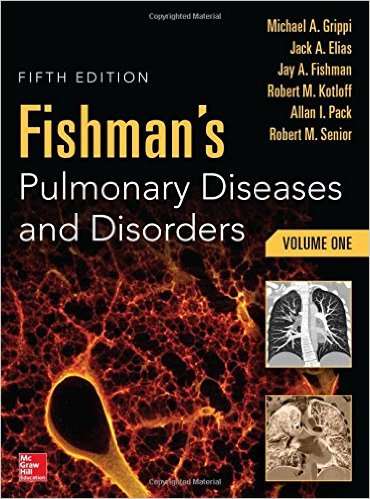 Copyrighted Material
Michael A. Grippi
Jack A. Elias
Jay A. Fishman
Robert M. Kotloff
Allan I. Pack
Robert M. Senior
FIFTH EDITION
Fishman's
Pulmonary Diseases
and Disorders
VOLUME ONE
Mc
Graw
Hill
Education
Copyrighted Material